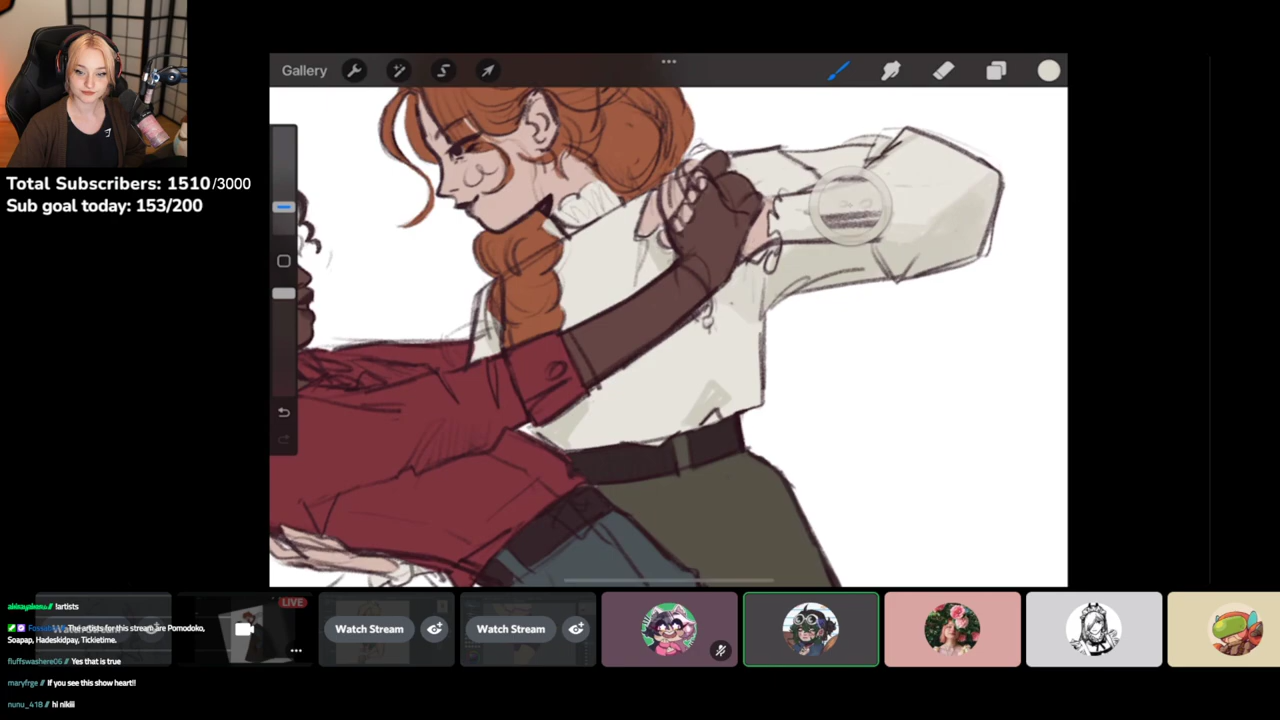 Gallery
Total Subscribers: 1510/3000
Sub goal today: 153/200
LIVE
Watch Stream
Watch Stream
!artists
The artists for this stream are Pomodoko,
Soapap, Hadeskidpay, Tickletime.
fluffswashere06 // Yes that is true
maryfrge // If you see this show heart!!
nunu_418 // hi nikiii